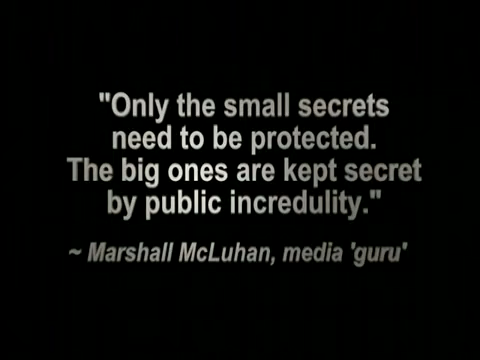 "Only the small secrets
need to be protected.
The big ones are kept secret
by public incredulity."
~ Marshall McLuhan, media 'guru'